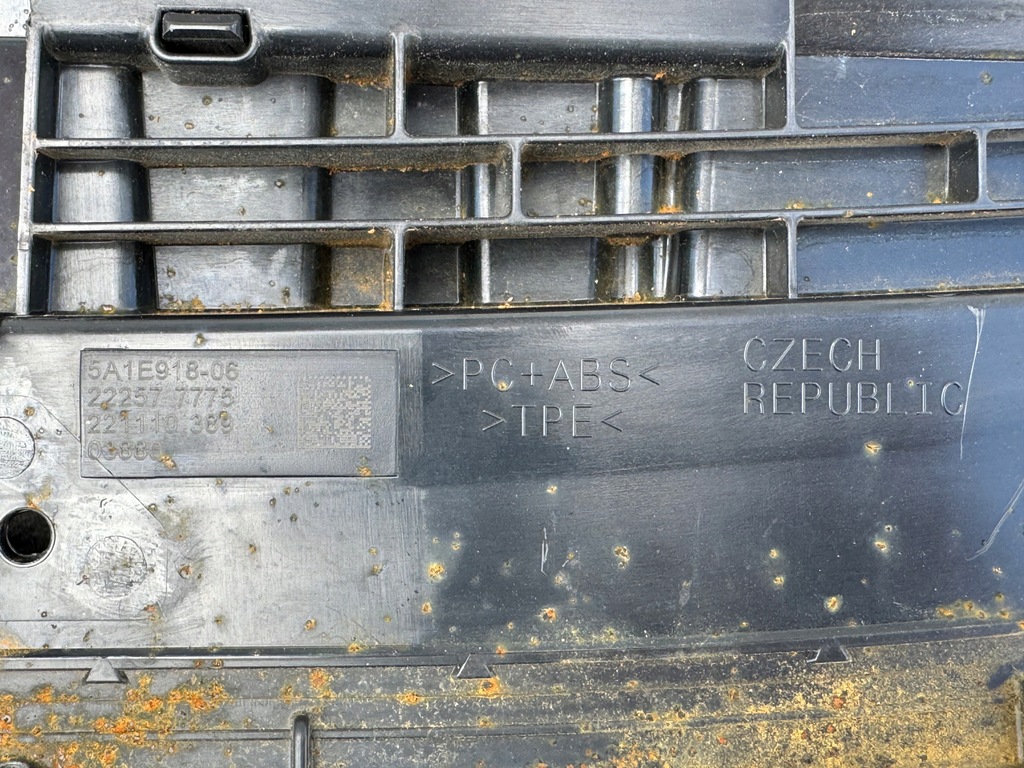 5A1E918-06
22257 7775
221110 369
>PC+ABS<
>TPE<
CZECH
REPUBLIC